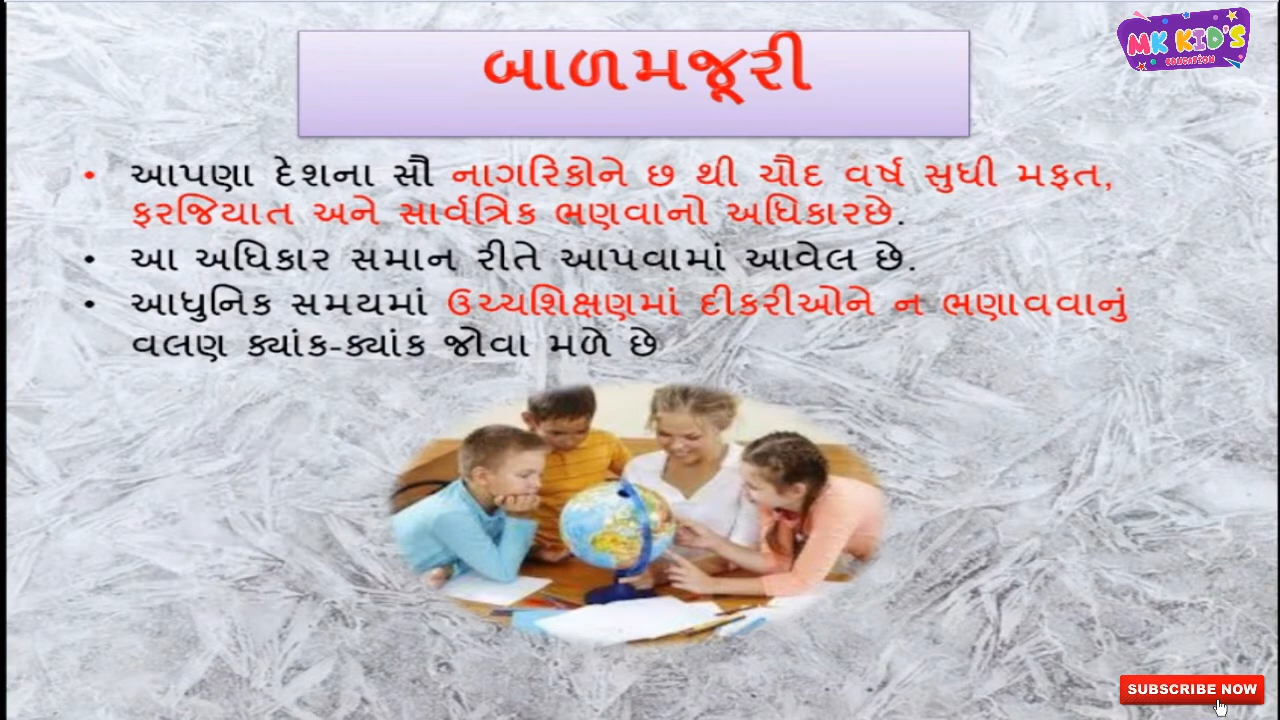 બાળમજૂરી
MK KID'S
EDUCATION
• આપણા દેશના સૌ નાગરિકોને છ થી ચૌદ વર્ષ સુધી મફત,
ફરજિયાત અને સાર્વત્રિક ભણવાનો અધિકારછે.
• આ અધિકાર સમાન રીતે આપવામાં આવેલ છે.
• આધુનિક સમયમાં ઉચ્ચશિક્ષણમાં દીકરીઓને ન ભણાવવાનું
વલણ ક્યાંક-ક્યાંક જોવા મળે છે
SUBSCRIBE NOW